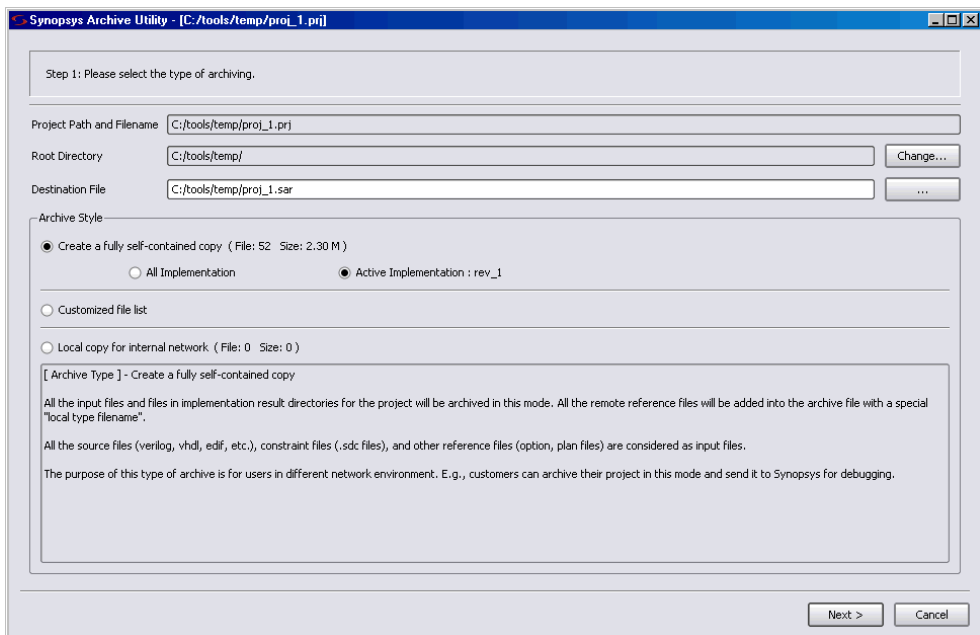 Synopsys Archive Utility - [C:/tools/temp/proj_1.prj]
Step 1: Please select the type of archiving.
Project Path and Filename C:/tools/temp/proj_1.prj
Root Directory C:/tools/temp/ Change...
Destination File C:/tools/temp/proj_1.sar ...
Archive Style
Create a fully self-contained copy ( File: 52 Size: 2.30 M )
All Implementation Active Implementation : rev_1
Customized file list
Local copy for internal network ( File: 0 Size: 0 )
[ Archive Type ] - Create a fully self-contained copy
All the input files and files in implementation result directories for the project will be archived in this mode. All the remote reference files will be added into the archive file with a special
"local type filename".
All the source files (verilog, vhdl, edif, etc.), constraint files (.sdc files), and other reference files (option, plan files) are considered as input files.
The purpose of this type of archive is for users in different network environment. E.g., customers can archive their project in this mode and send it to Synopsys for debugging.
Next > Cancel